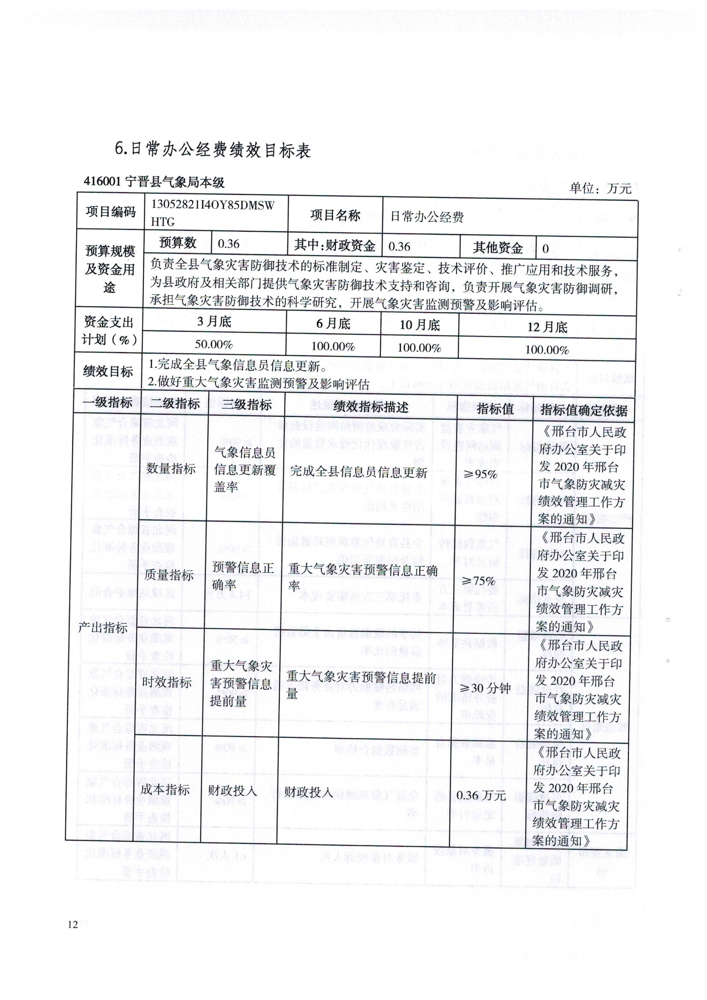 6.日常办公经费绩效目标表
416001 宁晋县气象局本级
单位：万元
项目编码
13052821I4OY85DMSW
HTG
项目名称
日常办公经费
预算规模
及资金用
途
预算数
0.36
其中:财政资金
0.36
其他资金
0
负责全县气象灾害防御技术的标准制定、灾害鉴定、技术评价、推广应用和技术服务，
为县政府及相关部门提供气象灾害防御技术支持和咨询，负责开展气象灾害防御调研，
承担气象灾害防御技术的科学研究，开展气象灾害监测预警及影响评估。
资金支出
计划（%）
3 月底
6 月底
10 月底
12 月底
50.00%
100.00%
100.00%
100.00%
绩效目标
1.完成全县气象信息员信息更新。
2.做好重大气象灾害监测预警及影响评估
一级指标
二级指标
三级指标
绩效指标描述
指标值
指标值确定依据
产出指标
数量指标
气象信息员
信息更新覆
盖率
完成全县信息员信息更新
≥95%
《邢台市人民政
府办公室关于印
发 2020 年邢台
市气象防灾减灾
绩效管理工作方
案的通知》
质量指标
预警信息正
确率
重大气象灾害预警信息正确
率
≥75%
《邢台市人民政
府办公室关于印
发 2020 年邢台
市气象防灾减灾
绩效管理工作方
案的通知》
时效指标
重大气象灾
害预警信息
提前量
重大气象灾害预警信息提前
量
≥30 分钟
《邢台市人民政
府办公室关于印
发 2020 年邢台
市气象防灾减灾
绩效管理工作方
案的通知》
成本指标
财政投入
财政投入
0.36 万元
《邢台市人民政
府办公室关于印
发 2020 年邢台
市气象防灾减灾
绩效管理工作方
案的通知》
12